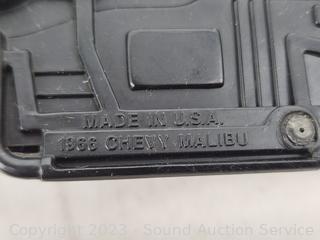 MADE IN U.S.A.
1966 CHEVY MALIBU
Copyright 2023 - Sound Auction Service